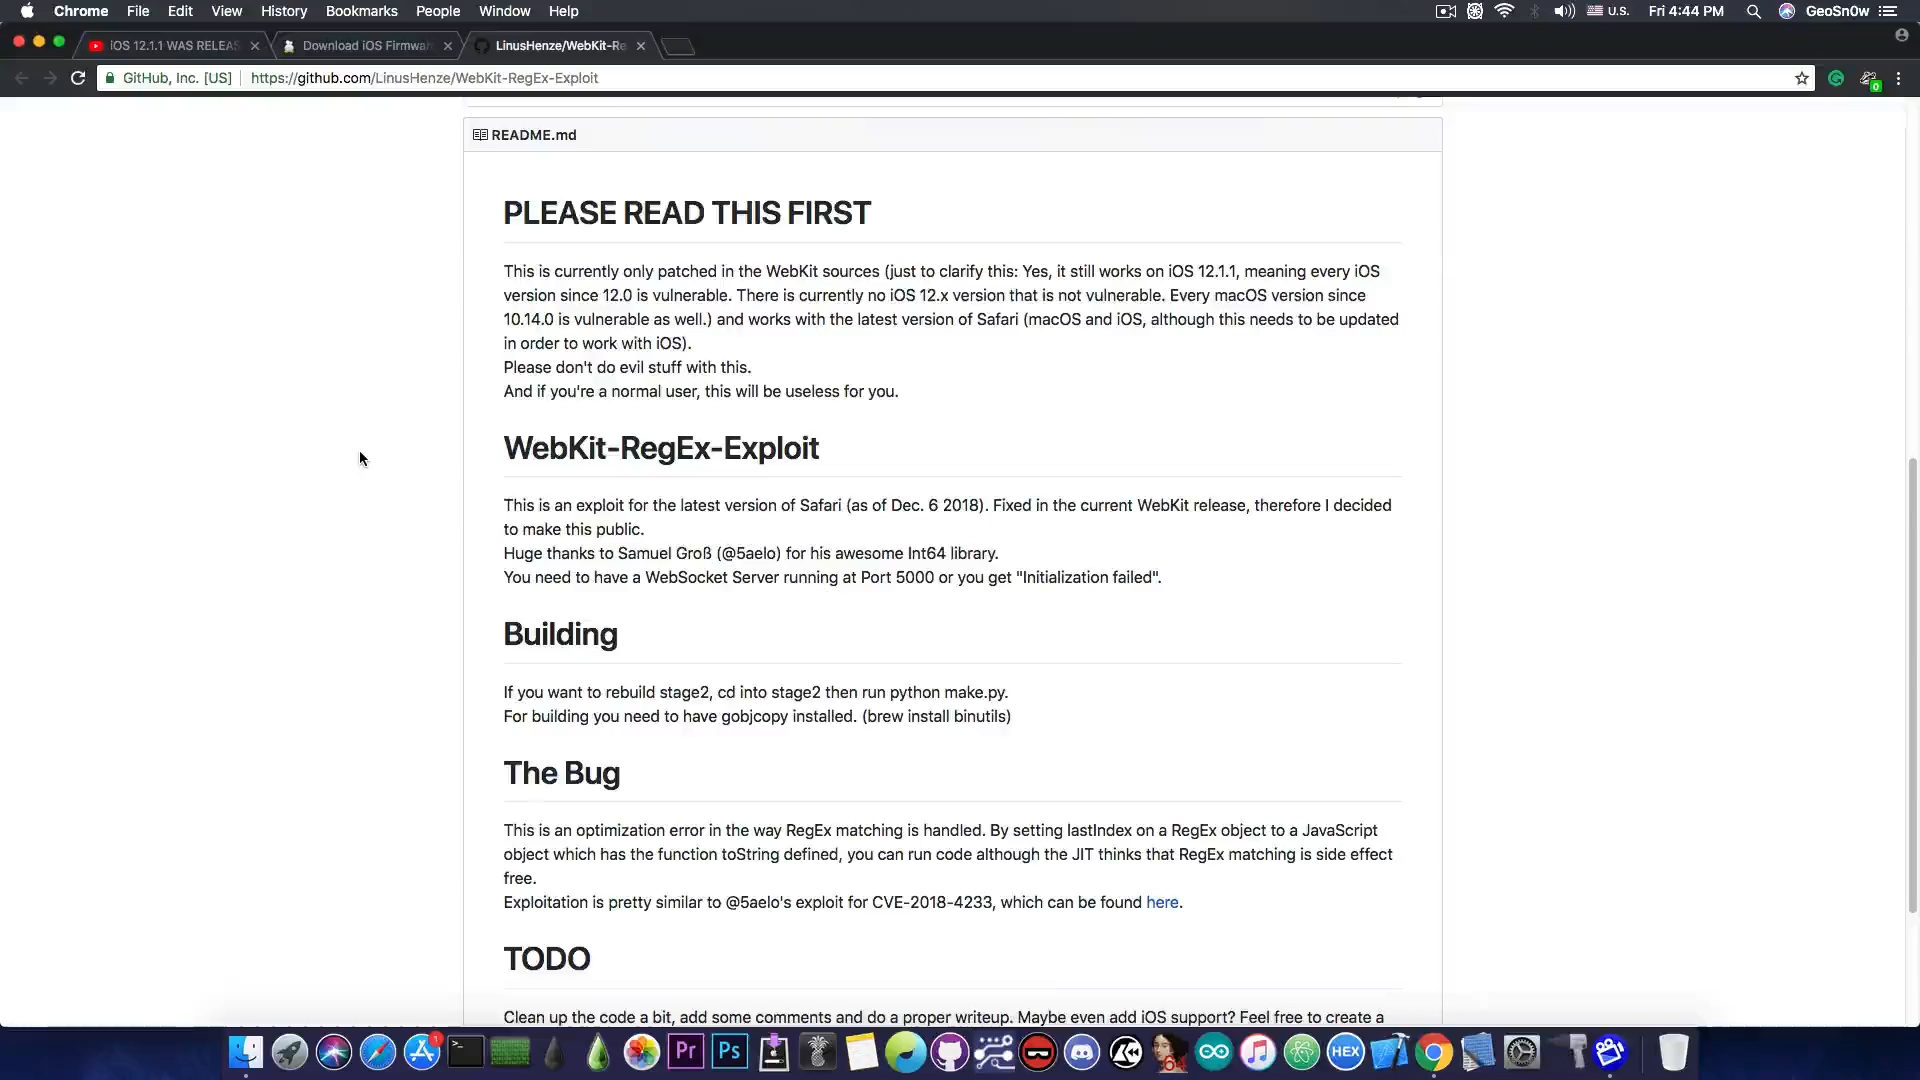 Chrome File Edit View History Bookmarks People Window Help U.S. Fri 4:44 PM GeoSn0w
iOS 12.1.1 WAS RELEAS Download iOS Firmwar LinusHenze/WebKit-Re
GitHub, Inc. [US] https://github.com/LinusHenze/WebKit-RegEx-Exploit 0
README.md
PLEASE READ THIS FIRST
This is currently only patched in the WebKit sources (just to clarify this: Yes, it still works on iOS 12.1.1, meaning every iOS
version since 12.0 is vulnerable. There is currently no iOS 12.x version that is not vulnerable. Every macOS version since
10.14.0 is vulnerable as well.) and works with the latest version of Safari (macOS and iOS, although this needs to be updated
in order to work with iOS).
Please don't do evil stuff with this.
And if you're a normal user, this will be useless for you.
WebKit-RegEx-Exploit
This is an exploit for the latest version of Safari (as of Dec. 6 2018). Fixed in the current WebKit release, therefore I decided
to make this public.
Huge thanks to Samuel Groß (@5aelo) for his awesome Int64 library.
You need to have a WebSocket Server running at Port 5000 or you get "Initialization failed".
Building
If you want to rebuild stage2, cd into stage2 then run python make.py.
For building you need to have gobjcopy installed. (brew install binutils)
The Bug
This is an optimization error in the way RegEx matching is handled. By setting lastIndex on a RegEx object to a JavaScript
object which has the function toString defined, you can run code although the JIT thinks that RegEx matching is side effect
free.
Exploitation is pretty similar to @5aelo's exploit for CVE-2018-4233, which can be found here.
TODO
Clean up the code a bit, add some comments and do a proper writeup. Maybe even add iOS support? Feel free to create a
1 >_ Pr Ps 64 HEX